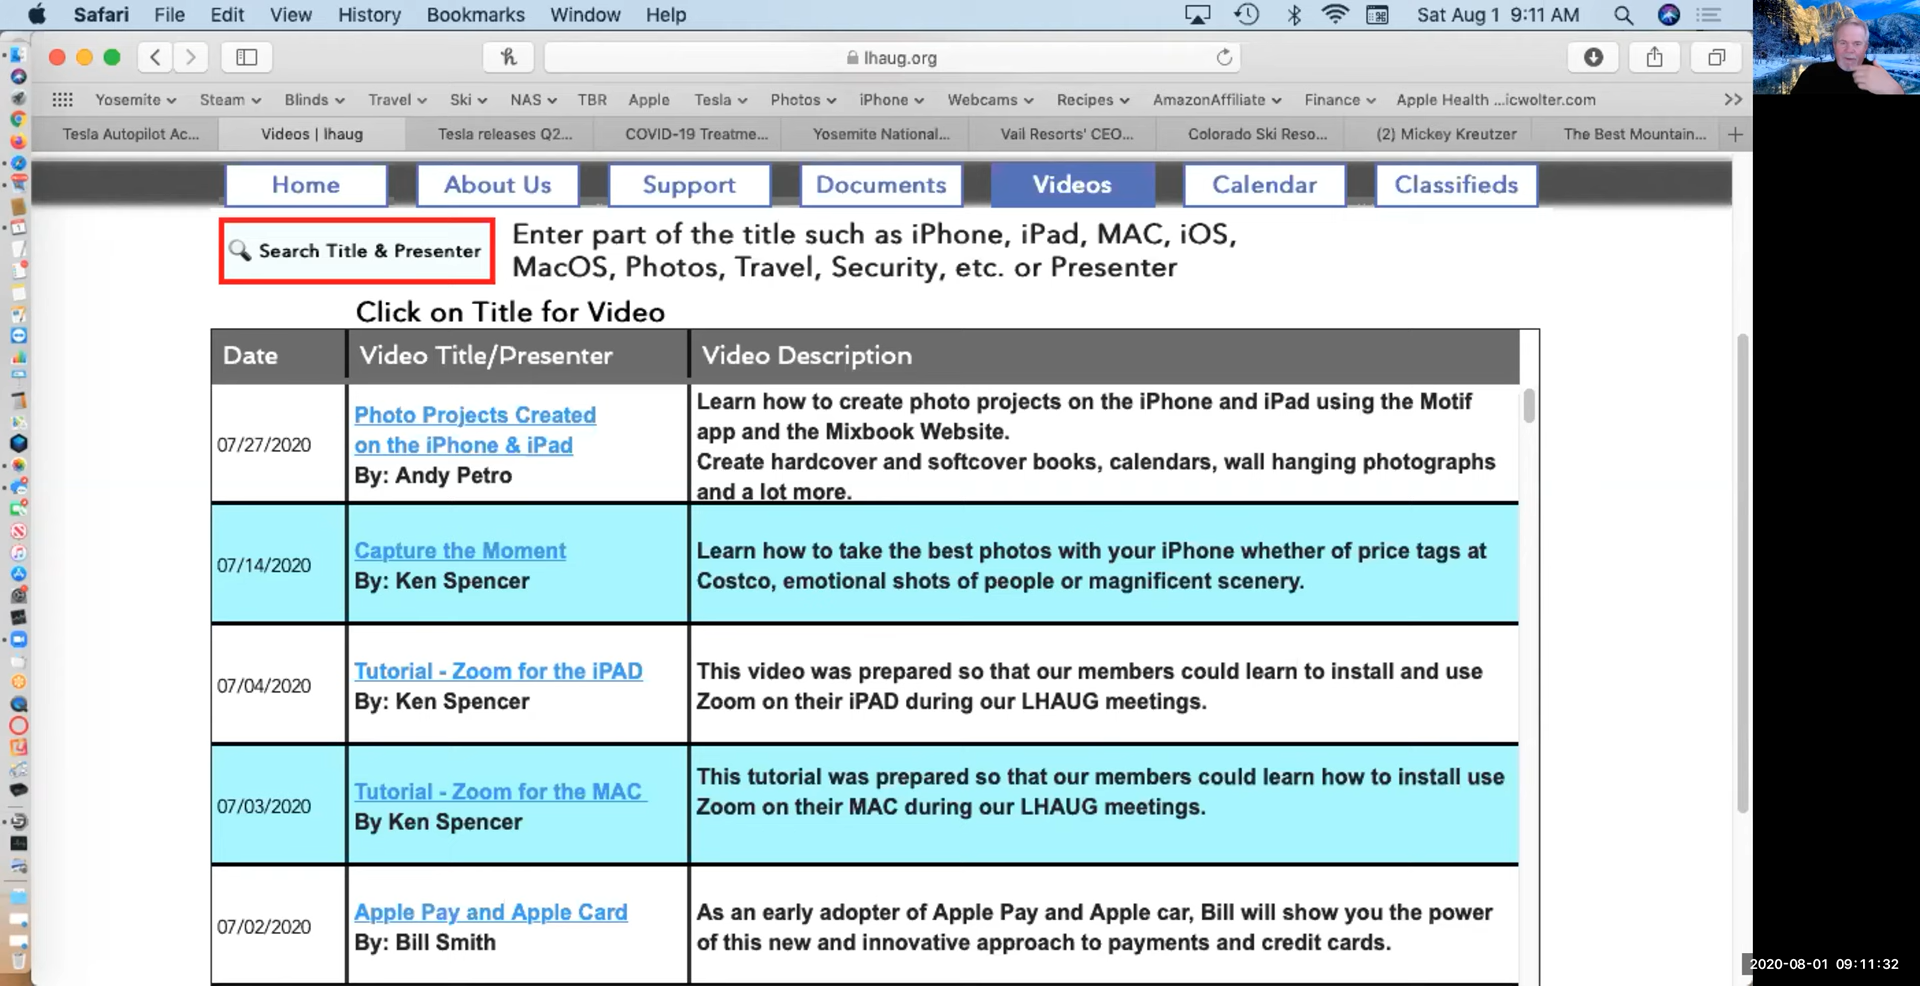 Safari File Edit View History Bookmarks Window Help Sat Aug 1 9:11 AM
lhaug.org
Yosemite Steam Blinds Travel Ski NAS TBR Apple Tesla Photos iPhone Webcams Recipes AmazonAffiliate Finance Apple Health ...icwolter.com
Tesla Autopilot Ac... Videos | lhaug Tesla releases Q2... COVID-19 Treatme... Yosemite National... Vail Resorts' CEO... Colorado Ski Reso... (2) Mickey Kreutzer The Best Mountain...
Home About Us Support Documents Videos Calendar Classifieds
Search Title & Presenter
Enter part of the title such as iPhone, iPad, MAC, iOS,
MacOS, Photos, Travel, Security, etc. or Presenter
Click on Title for Video
Date Video Title/Presenter Video Description
07/27/2020
Photo Projects Created
on the iPhone & iPad
By: Andy Petro
Learn how to create photo projects on the iPhone and iPad using the Motif
app and the Mixbook Website.
Create hardcover and softcover books, calendars, wall hanging photographs
and a lot more.
07/14/2020
Capture the Moment
By: Ken Spencer
Learn how to take the best photos with your iPhone whether of price tags at
Costco, emotional shots of people or magnificent scenery.
07/04/2020
Tutorial - Zoom for the iPAD
By: Ken Spencer
This video was prepared so that our members could learn to install and use
Zoom on their iPAD during our LHAUG meetings.
07/03/2020
Tutorial - Zoom for the MAC
By Ken Spencer
This tutorial was prepared so that our members could learn how to install use
Zoom on their MAC during our LHAUG meetings.
07/02/2020
Apple Pay and Apple Card
By: Bill Smith
As an early adopter of Apple Pay and Apple car, Bill will show you the power
of this new and innovative approach to payments and credit cards.
2020-08-01 09:11:32